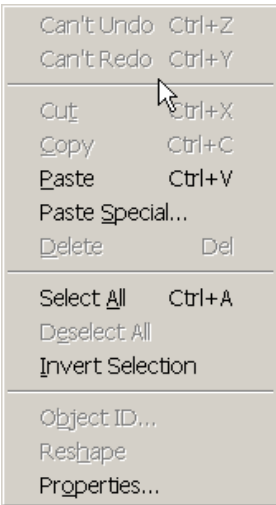 Can't Undo Ctrl+Z
Can't Redo Ctrl+Y
Cut Ctrl+X
Copy Ctrl+C
Paste Ctrl+V
Paste Special...
Delete Del
Select All Ctrl+A
Deselect All
Invert Selection
Object ID...
Reshape
Properties...